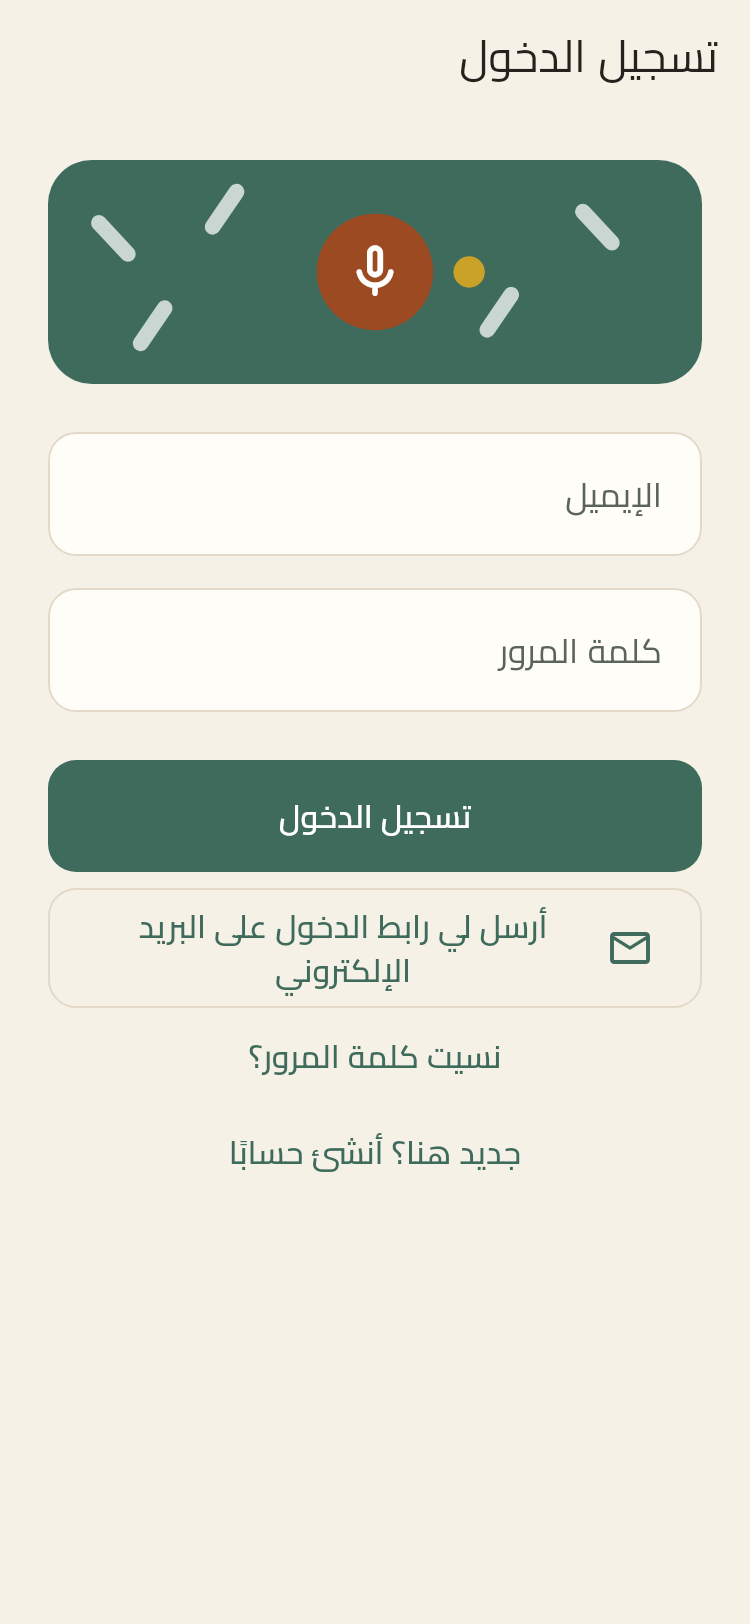 تسجيل الدخول
الإيميل
كلمة المرور
تسجيل الدخول
أرسل لي رابط الدخول على البريد
الإلكتروني
نسيت كلمة المرور؟
جديد هنا؟ أنشئ حسابًا